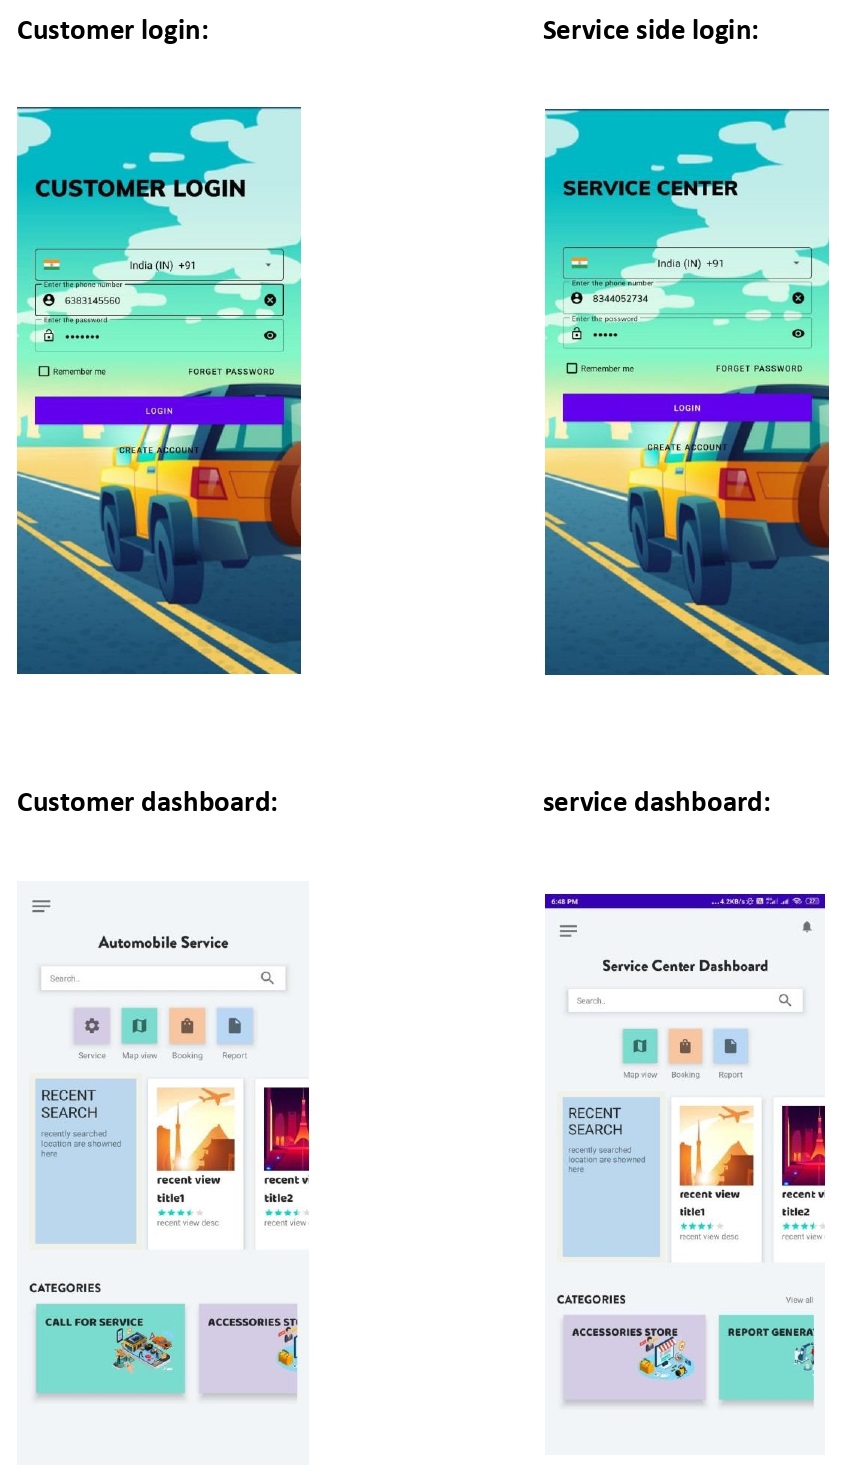 Customer login:
Service side login:
CUSTOMER LOGIN
India (IN) +91
Enter the phone number
6383145560
Enter the password
Remember me
FORGET PASSWORD
LOGIN
CREATE ACCOUNT
SERVICE CENTER
India (IN) +91
Enter the phone number
8344052734
Enter the password
Remember me
FORGET PASSWORD
LOGIN
CREATE ACCOUNT
Customer dashboard:
service dashboard:
Automobile Service
Search..
Service Map view Booking Report
RECENT
SEARCH
recently searched
location are showned
here
recent view
title1
recent view desc
recent v
title2
recent view
CATEGORIES
CALL FOR SERVICE
ACCESSORIES ST
6:48 PM
...4.2KB/s
Service Center Dashboard
Search..
Map view Booking Report
RECENT
SEARCH
recently searched
location are showned
here
recent view
title1
recent view desc
recent v
title2
recent view
CATEGORIES
View all
ACCESSORIES STORE
REPORT GENERA